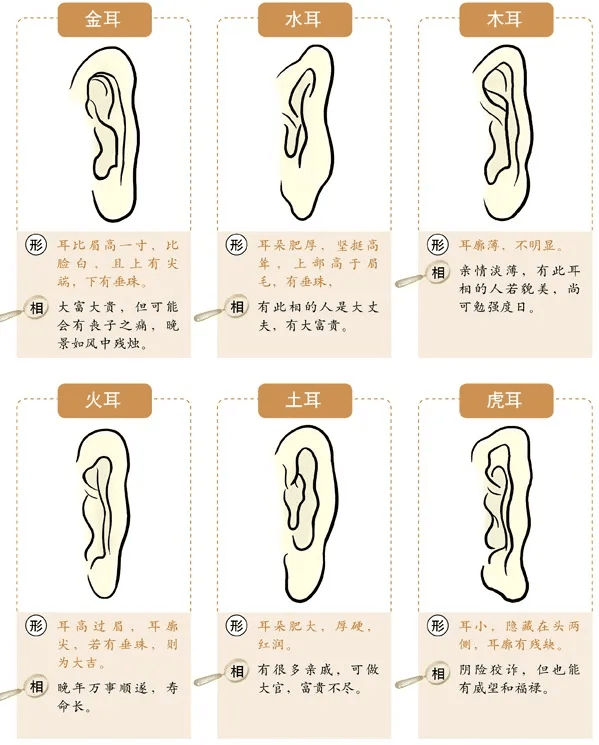 金耳
形
耳比眉高一寸，比
脸白，且上有尖
端，下有垂珠。
相
大富大贵，但可能
会有丧子之痛，晚
景如风中残烛。
水耳
形
耳朵肥厚，坚挺高
耸，上部高于眉
毛，有垂珠。
相
有此相的人是大丈
夫，有大富贵。
木耳
形
耳廓薄，不明显。
相
亲情淡薄，有此耳
相的人若貌美，尚
可勉强度日。
火耳
形
耳高过眉，耳廓
尖，若有垂珠，则
为大吉。
相
晚年万事顺遂，寿
命长。
土耳
形
耳朵肥大，厚硬，
红润。
相
有很多亲戚，可做
大官，富贵不尽。
虎耳
形
耳小，隐藏在头两
侧，耳廓有残缺。
相
阴险狡诈，但也能
有威望和福禄。